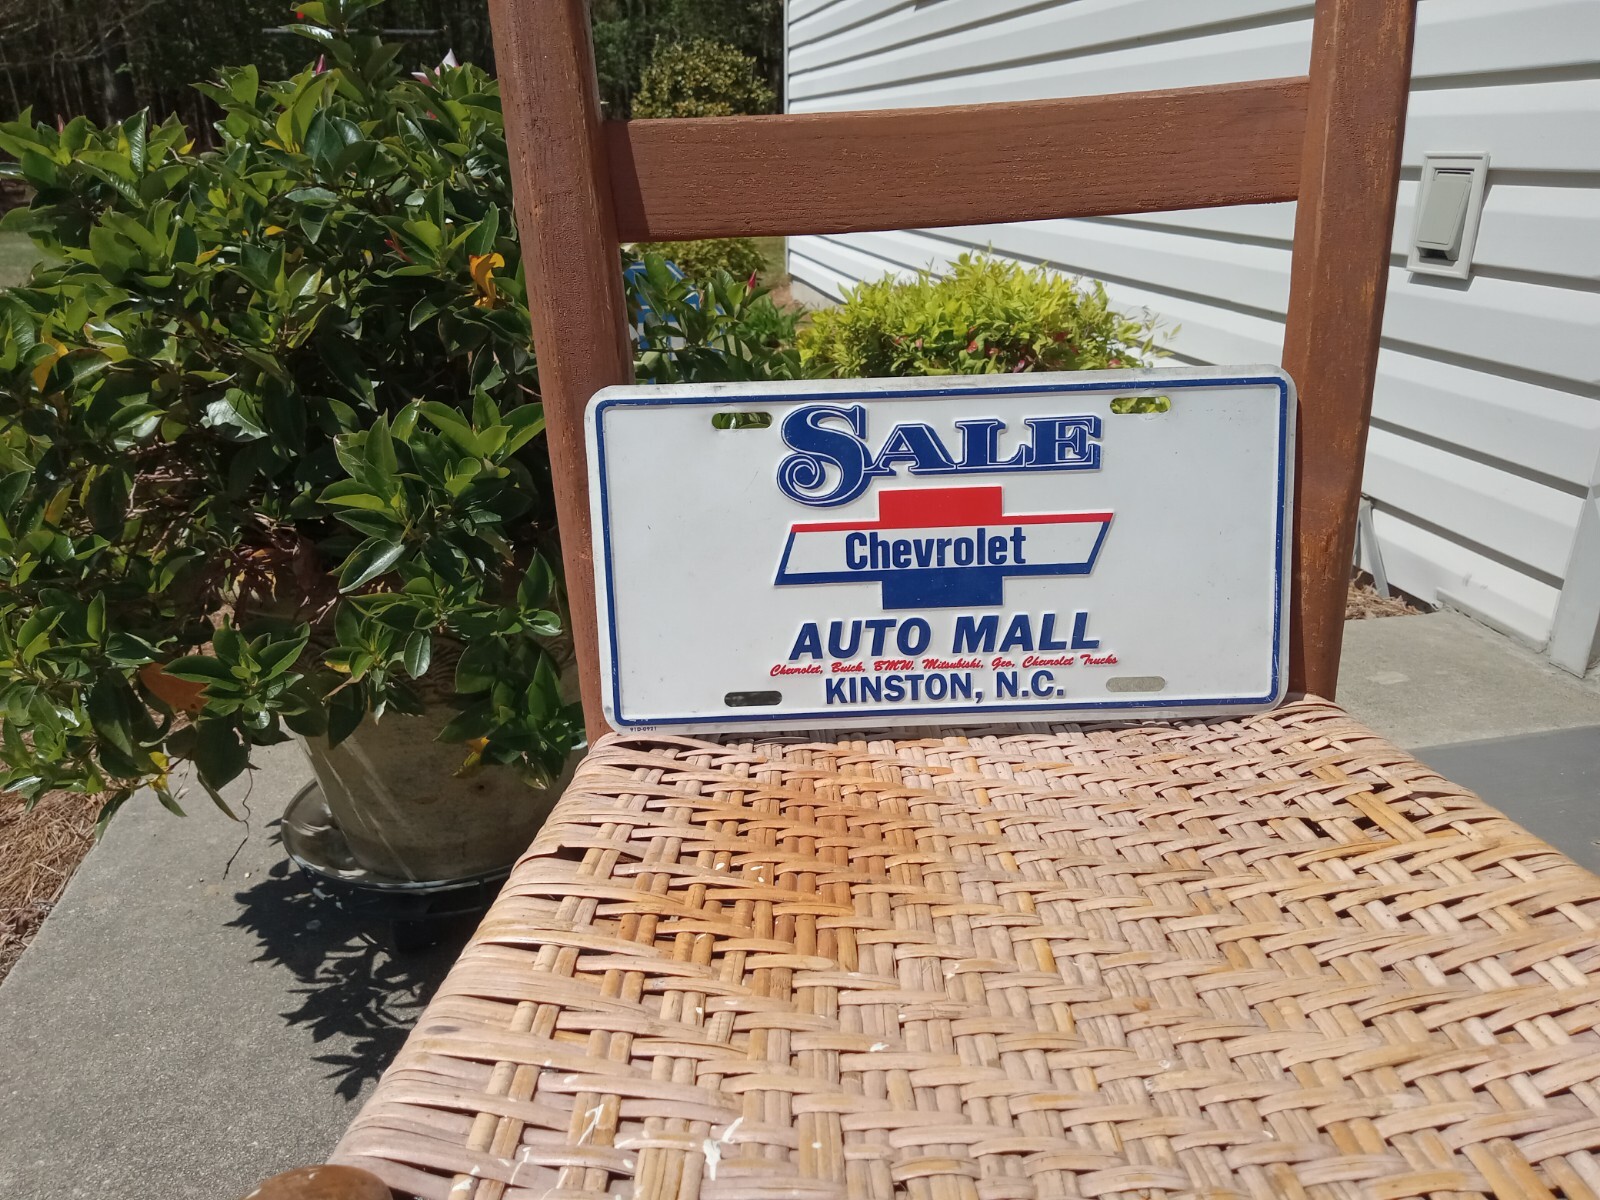 SALE
Chevrolet
AUTO MALL
Chevrolet, Buick, BMW, Mitsubishi, Geo, Chevrolet Trucks
KINSTON, N.C.